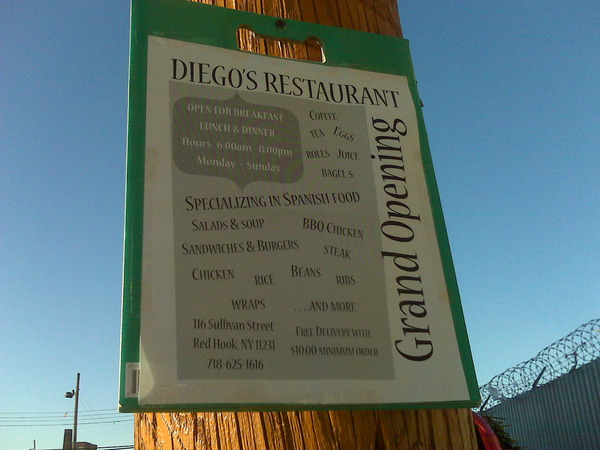 DIEGO'S RESTAURANT
OPEN FOR BREAKFAST
LUNCH & DINNER
Hours 6:00am - 8:00pm
Monday - Sunday
COFFEE
TEA EGGS
ROLLS JUICE
BAGELS
Grand Opening
SPECIALIZING IN SPANISH FOOD
SALADS & SOUP BBQ CHICKEN
SANDWICHES & BURGERS STEAK
CHICKEN RICE BEANS RIBS
WRAPS ....AND MORE
116 Sullivan Street
Red Hook, NY 11231
718-625-1616
FREE DELIVERY WITH
$10.00 MINIMUM ORDER